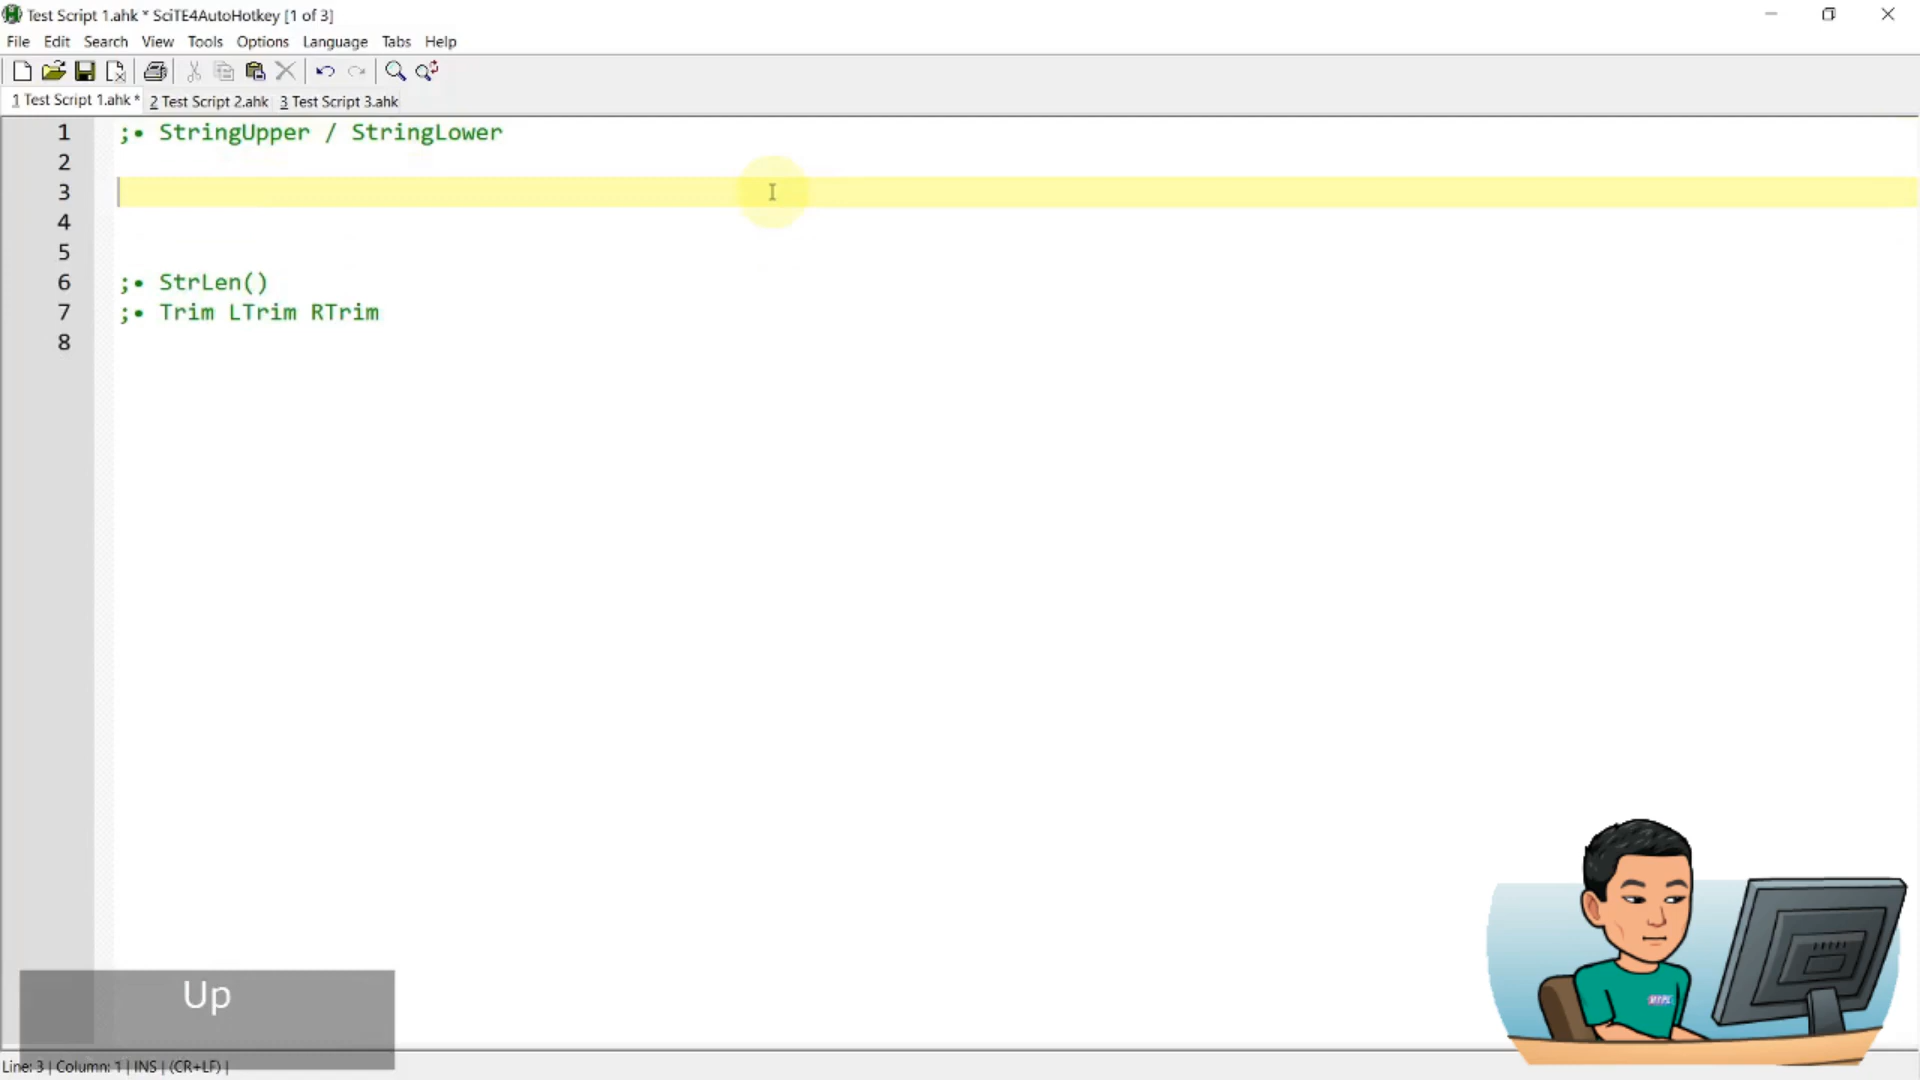 Test Script 1.ahk * SciTE4AutoHotkey [1 of 3]
File Edit Search View Tools Options Language Tabs Help
1 Test Script 1.ahk * 2 Test Script 2.ahk 3 Test Script 3.ahk
1 ;• StringUpper / StringLower
2
3
4
5
6 ;• StrLen()
7 ;• Trim LTrim RTrim
8
Up
Line: 3 | Column: 1 | INS | (CR+LF) |